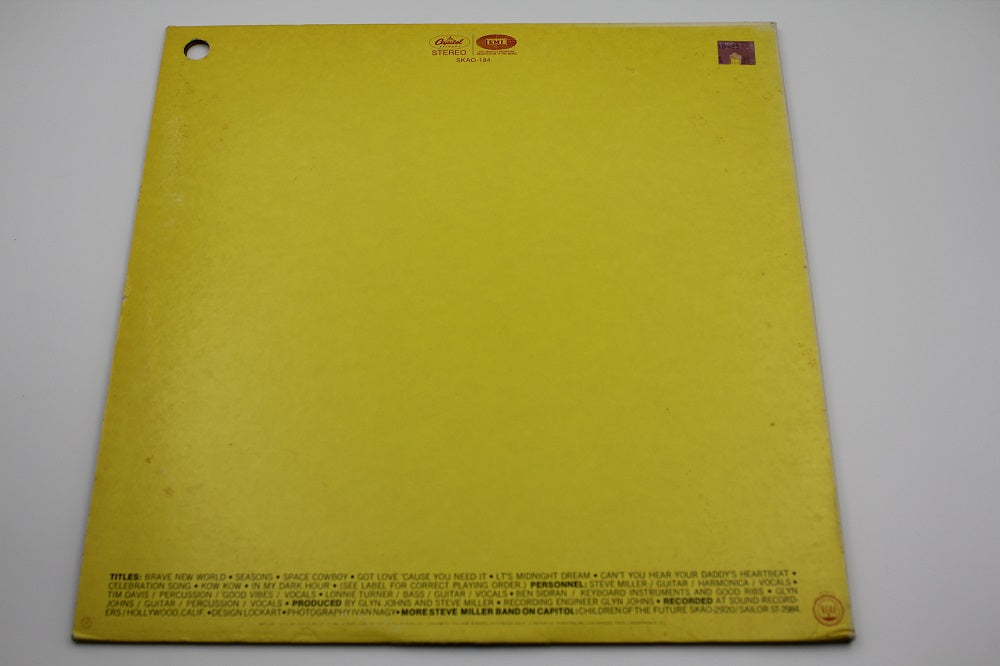 Capitol
EMI
STEREO
SKAO-184
TITLES: BRAVE NEW WORLD • SEASONS • SPACE COWBOY • GOT LOVE 'CAUSE YOU NEED IT • LT'S MIDNIGHT DREAM • CAN'T YOU HEAR YOUR DADDY'S HEARTBEAT •
CELEBRATION SONG • KOW KOW • IN MY DARK HOUR • (SEE LABEL FOR CORRECT PLAYING ORDER.) PERSONNEL: STEVE MILLER / GUITAR / HARMONICA / VOCALS •
TIM DAVIS / PERCUSSION / 'GOOD VIBES / VOCALS • LONNIE TURNER / BASS / GUITAR / VOCALS • BEN SIDRAN / KEYBOARD INSTRUMENTS AND GOOD RIBS • GLYN
JOHNS / GUITAR / PERCUSSION / VOCALS • PRODUCED BY GLYN JOHNS AND STEVE MILLER • RECORDING ENGINEER GLYN JOHNS • RECORDED AT SOUND RECORD-
ERS/HOLLYWOOD, CALIF • DESIGN LOCKART • PHOTOGRAPHY IVAN NAGY • MORE STEVE MILLER BAND ON CAPITOL: CHILDREN OF THE FUTURE SKAO-2920/ SAILOR ST-2984.